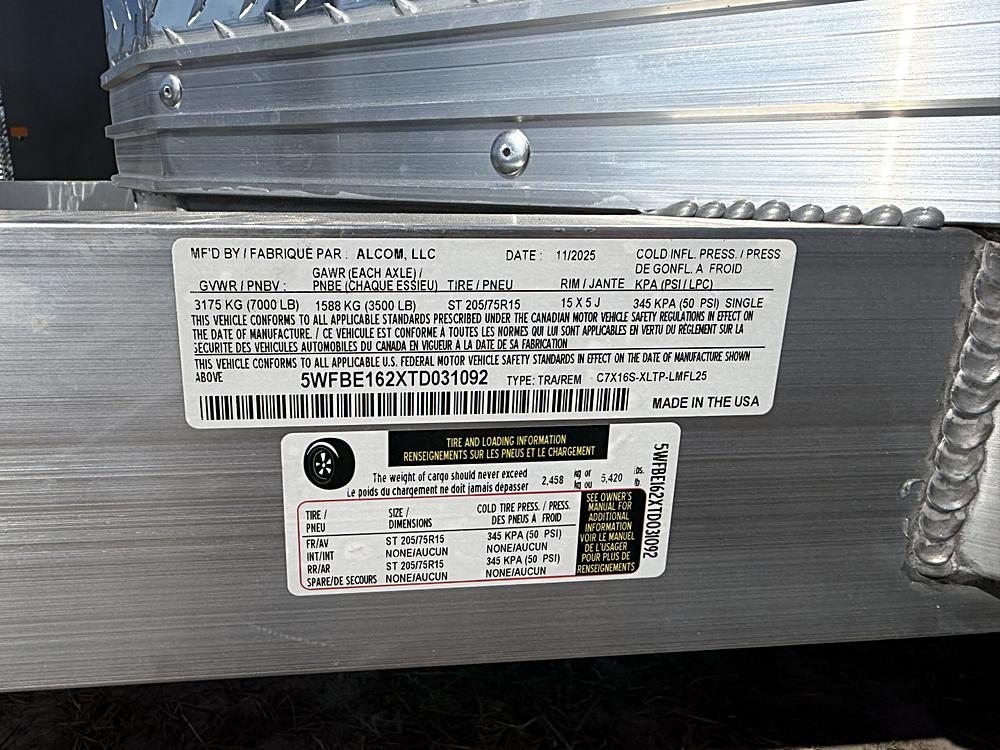 MF'D BY / FABRIQUÉ PAR : ALCOM, LLC DATE : 11/2025 COLD INFL. PRESS. / PRESS
DE GONFL. A FROID
GAWR (EACH AXLE) /
GVWR / PNBV : PNBE (CHAQUE ESSIEU) TIRE / PNEU RIM / JANTE KPA (PSI / LPC)
3175 KG (7000 LB) 1588 KG (3500 LB) ST 205/75R15 15 X 5 J 345 KPA (50 PSI) SINGLE
THIS VEHICLE CONFORMS TO ALL APPLICABLE STANDARDS PRESCRIBED UNDER THE CANADIAN MOTOR VEHICLE SAFETY REGULATIONS IN EFFECT ON
THE DATE OF MANUFACTURE. / CE VEHICULE EST CONFORME À TOUTES LES NORMES QUI LUI SONT APPLICABLES EN VERTU DU RÈGLEMENT SUR LA
SÉCURITE DES VEHICULES AUTOMOBILES DU CANADA EN VIGUEUR A LA DATE DE SA FABRICATION
THIS VEHICLE CONFORMS TO ALL APPLICABLE U.S. FEDERAL MOTOR VEHICLE SAFETY STANDARDS IN EFFECT ON THE DATE OF MANUFACTURE SHOWN
ABOVE 5WFBE162XTD031092 TYPE: TRA/REM C7X16S-XLTP-LMFL25
MADE IN THE USA
TIRE AND LOADING INFORMATION
RENSEIGNEMENTS SUR LES PNEUS ET LE CHARGEMENT
The weight of cargo should never exceed 2,458 kg or 5,420 lbs.
Le poids du chargement ne doit jamais dépasser kg ou lb.
TIRE / SIZE / COLD TIRE PRESS. / PRESS.
PNEU DIMENSIONS DES PNEUS À FROID
FR/AV ST 205/75R15 345 KPA (50 PSI)
INT/INT NONE/AUCUN NONE/AUCUN
RR/AR ST 205/75R15 345 KPA (50 PSI)
SPARE/DE SECOURS NONE/AUCUN NONE/AUCUN
SEE OWNER'S
MANUAL FOR
ADDITIONAL
INFORMATION
VOIR LE MANUEL
DE L'USAGER
POUR PLUS DE
RENSEIGNEMENTS
5WFBE162XTD031092